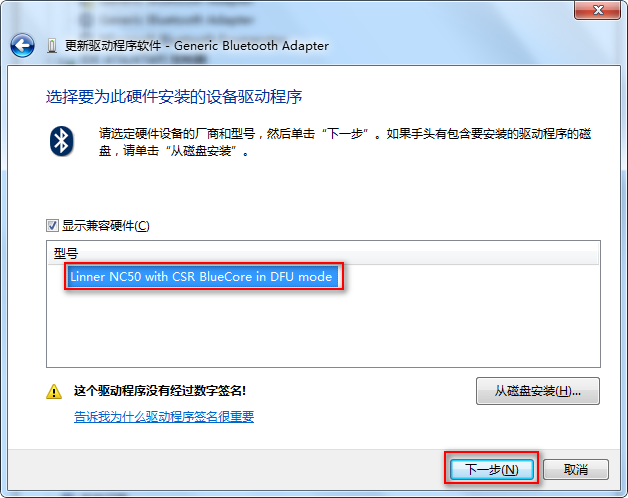 更新驱动程序软件 - Generic Bluetooth Adapter
选择要为此硬件安装的设备驱动程序
请选定硬件设备的厂商和型号，然后单击“下一步”。如果手头有包含要安装的驱动程序的磁
盘，请单击“从磁盘安装”。
显示兼容硬件(C)
型号
Linner NC50 with CSR BlueCore in DFU mode
这个驱动程序没有经过数字签名!
从磁盘安装(H)...
告诉我为什么驱动程序签名很重要
下一步(N)
取消